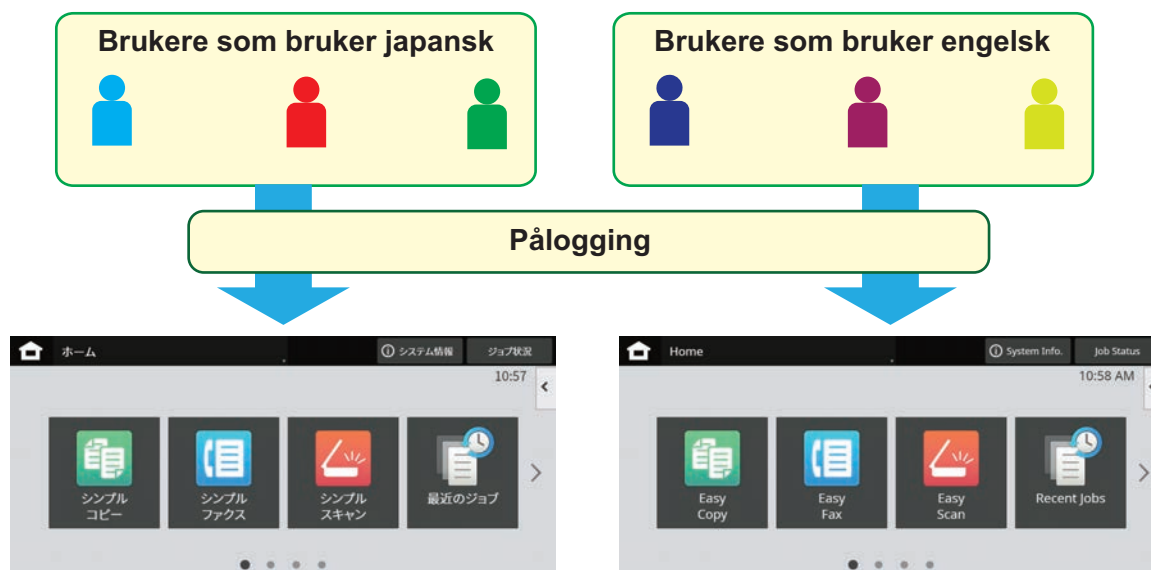 Brukere som bruker japansk
Brukere som bruker engelsk
Pålogging
ホーム
システム情報
ジョブ状況
10:57
シンプル
コピー
シンプル
ファクス
シンプル
スキャン
最近のジョブ
Home
System Info.
Job Status
10:58 AM
Easy
Copy
Easy
Fax
Easy
Scan
Recent Jobs